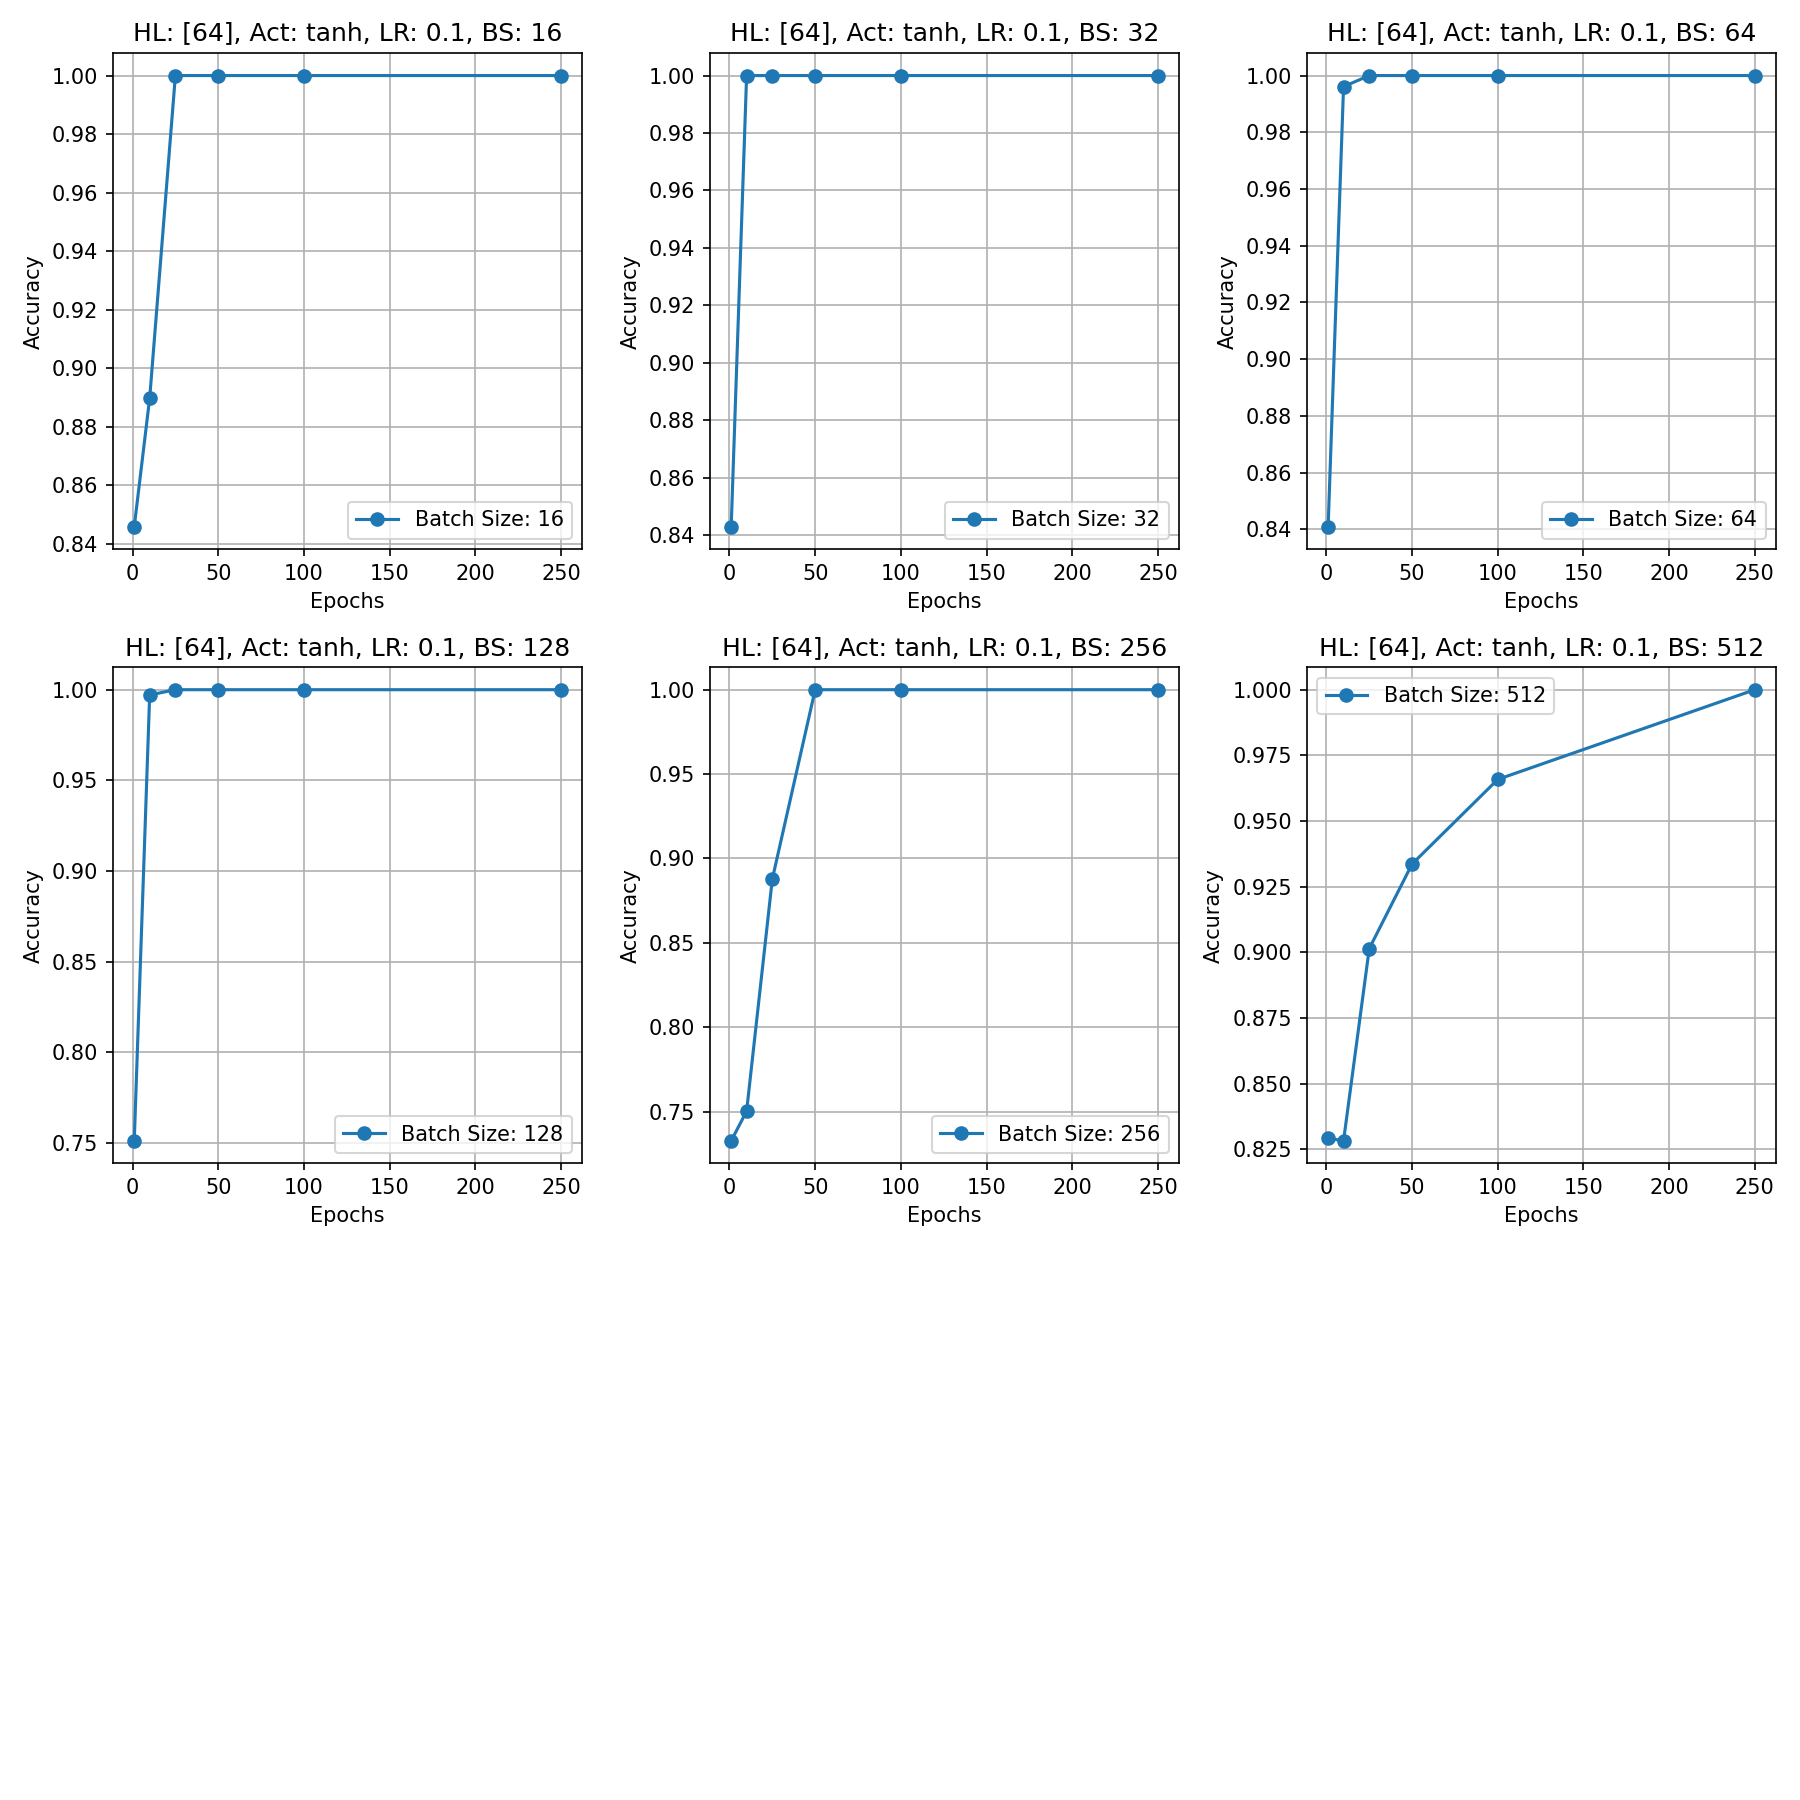 HL: [64], Act: tanh, LR: 0.1, BS: 16
1.00
0.98
0.96
0.94
0.92
0.90
0.88
0.86
0.84
Accuracy
Batch Size: 16
0 50 100 150 200 250
Epochs
HL: [64], Act: tanh, LR: 0.1, BS: 32
1.00
0.98
0.96
0.94
0.92
0.90
0.88
0.86
0.84
Accuracy
Batch Size: 32
0 50 100 150 200 250
Epochs
HL: [64], Act: tanh, LR: 0.1, BS: 64
1.00
0.98
0.96
0.94
0.92
0.90
0.88
0.86
0.84
Accuracy
Batch Size: 64
0 50 100 150 200 250
Epochs
HL: [64], Act: tanh, LR: 0.1, BS: 128
1.00
0.95
0.90
0.85
0.80
0.75
Accuracy
Batch Size: 128
0 50 100 150 200 250
Epochs
HL: [64], Act: tanh, LR: 0.1, BS: 256
1.00
0.95
0.90
0.85
0.80
0.75
Accuracy
Batch Size: 256
0 50 100 150 200 250
Epochs
HL: [64], Act: tanh, LR: 0.1, BS: 512
Batch Size: 512
1.000
0.975
0.950
0.925
0.900
0.875
0.850
0.825
Accuracy
0 50 100 150 200 250
Epochs